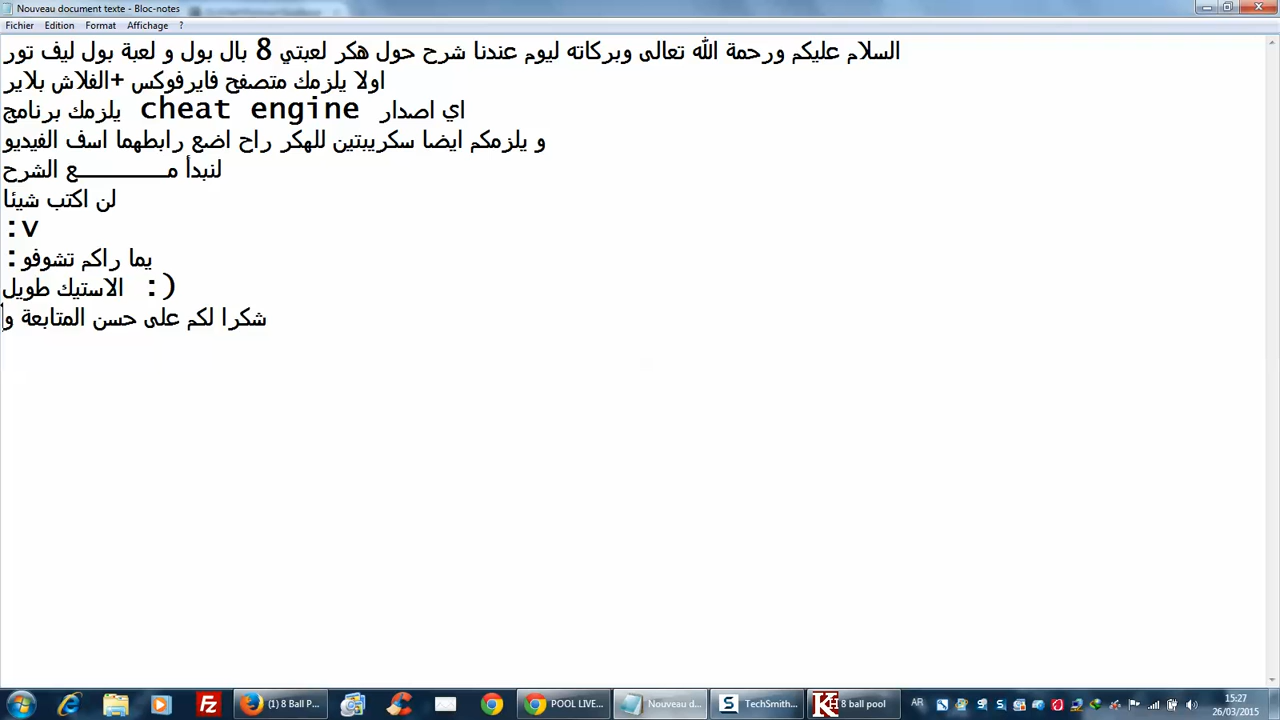 Nouveau document texte - Bloc-notes
Fichier Edition Format Affichage ?
السلام عليكم ورحمة الله تعالى وبركاته ليوم عندنا شرح حول هكر لعبتي 8 بال بول و لعبة بول ليف تور
اولا يلزمك متصفح فايرفوكس +الفلاش بلاير
يلزمك برنامج cheat engine اي اصدار
و يلزمكم ايضا سكريبتين للهكر راح اضع رابطهما اسف الفيديو
لنبدأ مـــــــــــع الشرح
لن اكتب شيئا
:v
يما راكم تشوفو:
الاستيك طويل :)
شكرا لكم على حسن المتابعة و
(1) 8 Ball P...
POOL LIVE...
Nouveau d...
TechSmith...
8 ball pool
AR
15:27
26/03/2015